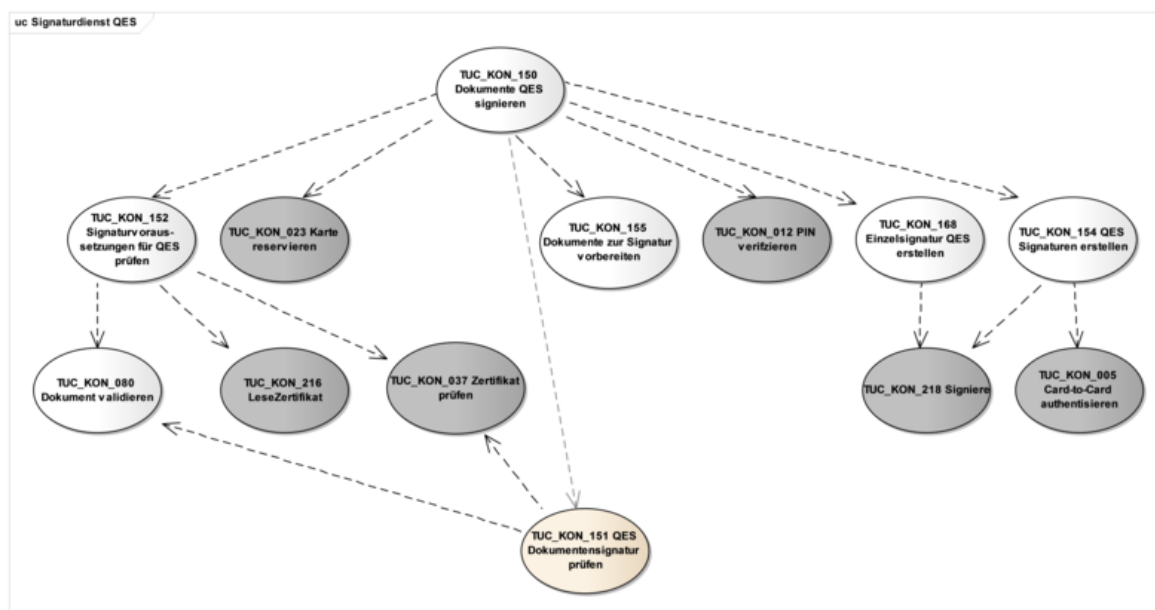 uc Signaturdienst QES
TUC_KON_150
Dokumente QES
signieren
TUC_KON_152
Signaturvoraus-
setzungen für QES
prüfen
TUC_KON_023 Karte
reservieren
TUC_KON_155
Dokumente zur Signatur
vorbereiten
TUC_KON_012 PIN
verifzieren
TUC_KON_168
Einzelsignatur QES
erstellen
TUC_KON_154 QES
Signaturen erstellen
TUC_KON_080
Dokument validieren
TUC_KON_216
LeseZertifikat
TUC_KON_037 Zertifikat
prüfen
TUC_KON_218 Signiere
TUC_KON_005
Card-to-Card
authentisieren
TUC_KON_151 QES
Dokumentensignatur
prüfen